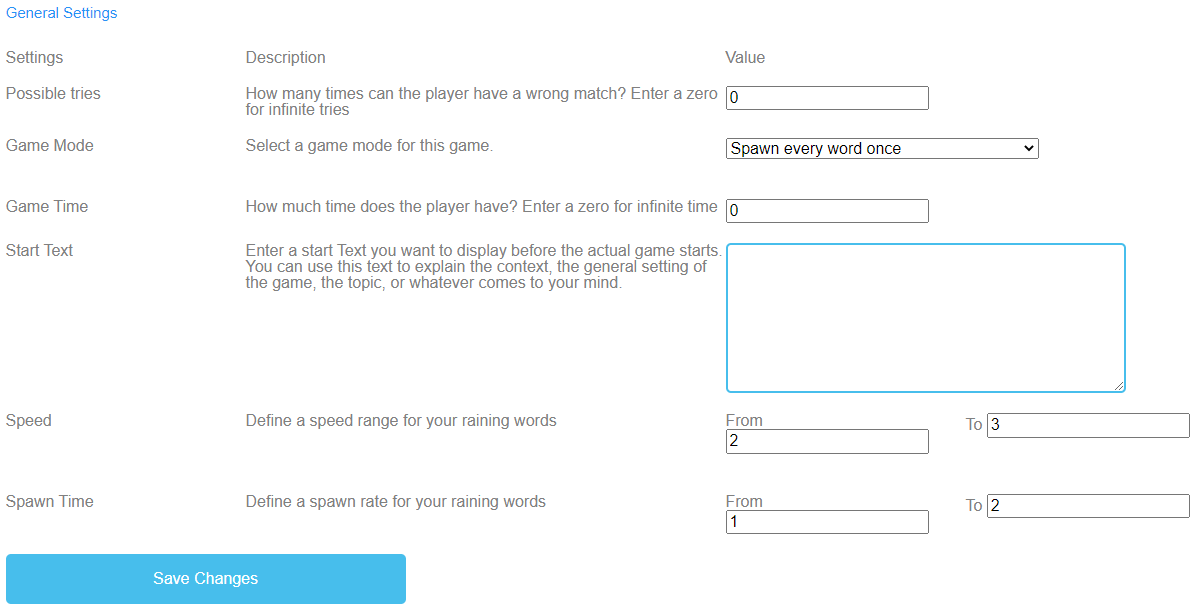 General Settings
Settings Description Value
Possible tries How many times can the player have a wrong match? Enter a zero 0
for infinite tries
Game Mode Select a game mode for this game. Spawn every word once
Game Time How much time does the player have? Enter a zero for infinite time 0
Start Text Enter a start Text you want to display before the actual game starts.
You can use this text to explain the context, the general setting of
the game, the topic, or whatever comes to your mind.
Speed Define a speed range for your raining words From To 3
2
Spawn Time Define a spawn rate for your raining words From To 2
1
Save Changes